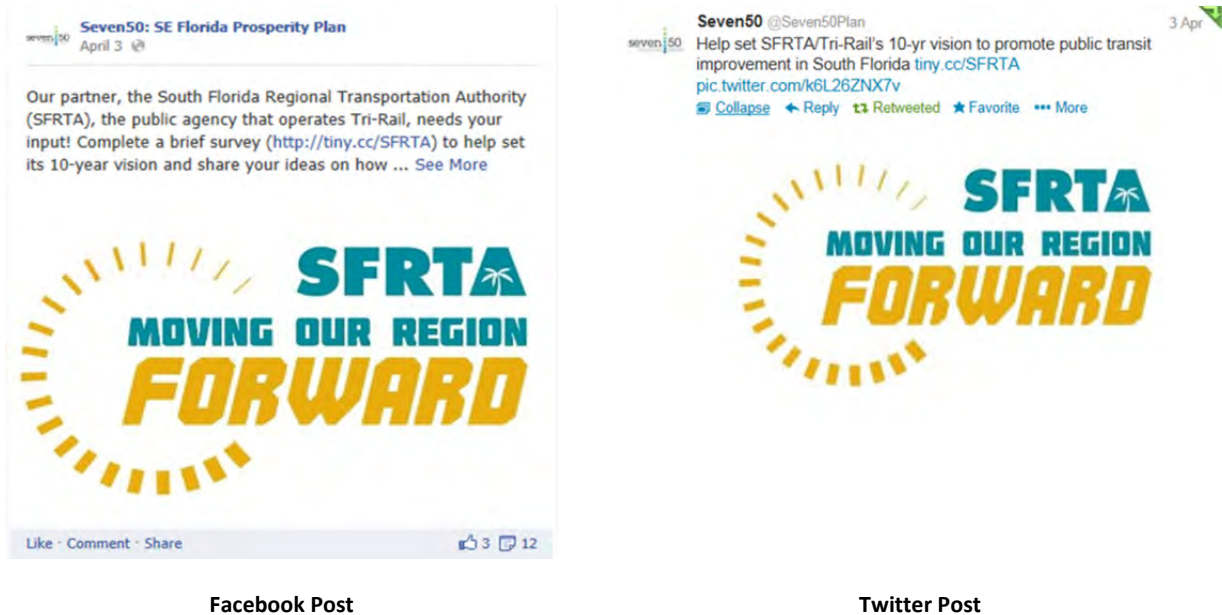 seven50
Seven50: SE Florida Prosperity Plan
April 3
Our partner, the South Florida Regional Transportation Authority
(SFRTA), the public agency that operates Tri-Rail, needs your
input! Complete a brief survey (http://tiny.cc/SFRTA) to help set
its 10-year vision and share your ideas on how ... See More
SFRTA
MOVING OUR REGION
FORWARD
Like · Comment · Share 3 12
Facebook Post
Seven50 @Seven50Plan 3 Apr
seven50
Help set SFRTA/Tri-Rail's 10-yr vision to promote public transit
improvement in South Florida tiny.cc/SFRTA
pic.twitter.com/k6L26ZNX7v
Collapse Reply Retweeted Favorite More
SFRTA
MOVING OUR REGION
FORWARD
Twitter Post